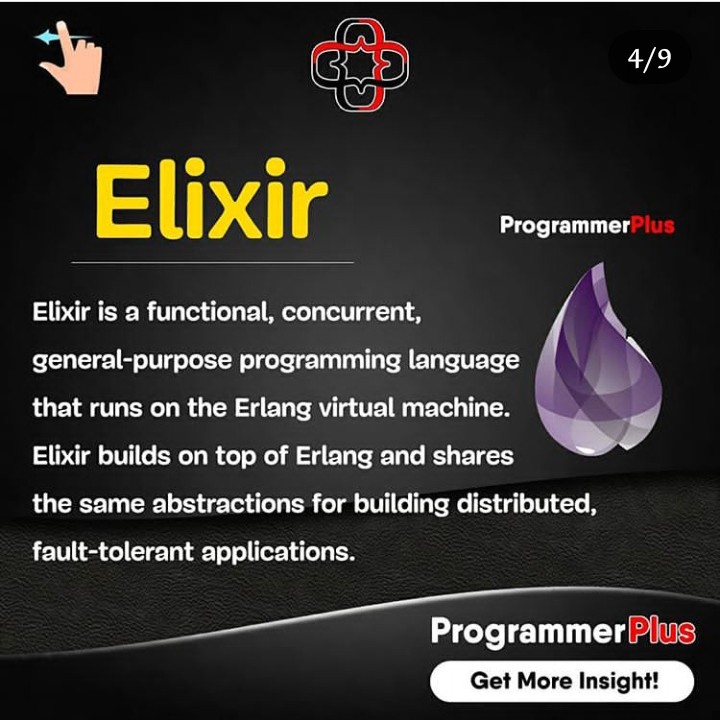 4/9
Elixir
ProgrammerPlus
Elixir is a functional, concurrent,
general-purpose programming language
that runs on the Erlang virtual machine.
Elixir builds on top of Erlang and shares
the same abstractions for building distributed,
fault-tolerant applications.
ProgrammerPlus
Get More Insight!